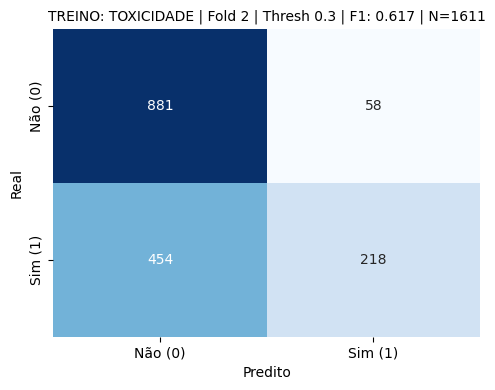 TREINO: TOXICIDADE | Fold 2 | Thresh 0.3 | F1: 0.617 | N=1611
Não (0)
881
58
Real
Sim (1)
454
218
Não (0)
Sim (1)
Predito